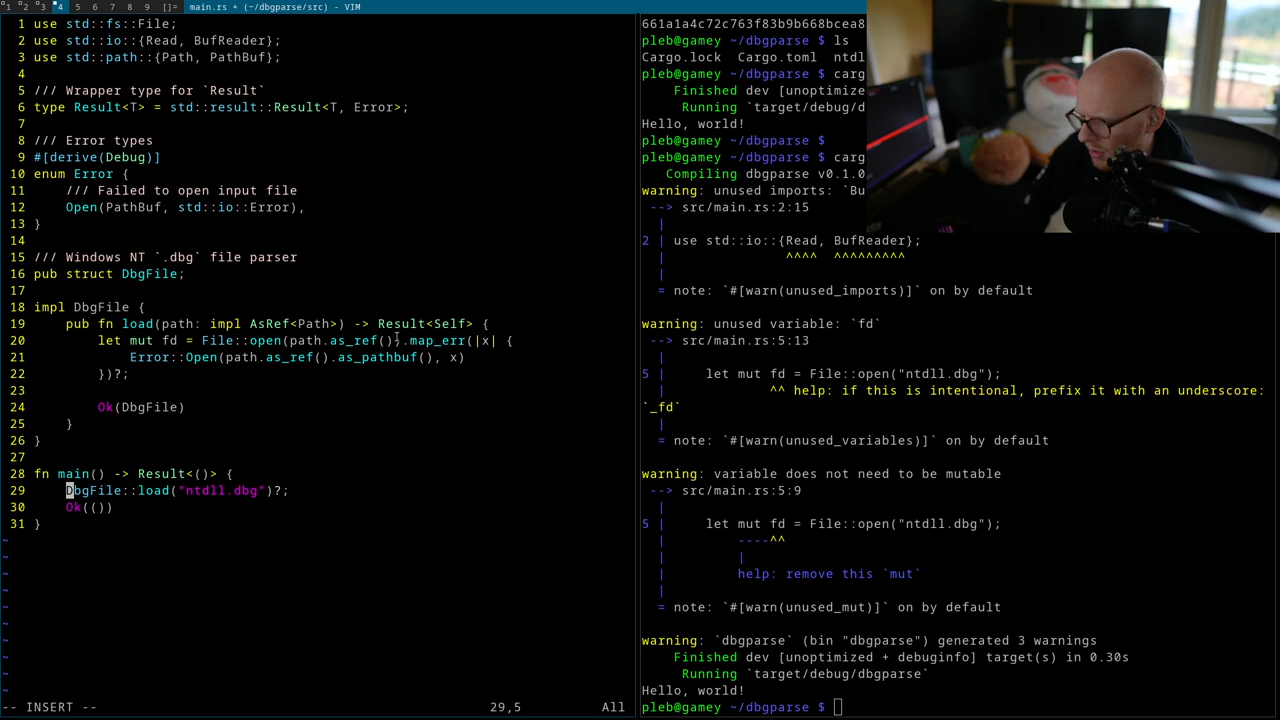 1 2 3 4 5 6 7 8 9 []= main.rs + (~/dbgparse/src) - VIM
1 use std::fs::File;
2 use std::io::{Read, BufReader};
3 use std::path::{Path, PathBuf};
4
5 /// Wrapper type for `Result`
6 type Result<T> = std::result::Result<T, Error>;
7
8 /// Error types
9 #[derive(Debug)]
10 enum Error {
11     /// Failed to open input file
12     Open(PathBuf, std::io::Error),
13 }
14
15 /// Windows NT `.dbg` file parser
16 pub struct DbgFile;
17
18 impl DbgFile {
19     pub fn load(path: impl AsRef<Path>) -> Result<Self> {
20         let mut fd = File::open(path.as_ref()).map_err(|x| {
21             Error::Open(path.as_ref().as_pathbuf(), x)
22         })?;
23
24         Ok(DbgFile)
25     }
26 }
27
28 fn main() -> Result<()> {
29     DbgFile::load("ntdll.dbg")?;
30     Ok(())
31 }
~
~
~
~
~
~
~
~
~
~
-- INSERT -- 29,5 All
661a1a4c72c763f83b9b668bcea8
pleb@gamey ~/dbgparse $ ls
Cargo.lock  Cargo.toml  ntdl
pleb@gamey ~/dbgparse $ carg
Finished dev [unoptimize
Running `target/debug/d
Hello, world!
pleb@gamey ~/dbgparse $
pleb@gamey ~/dbgparse $ carg
Compiling dbgparse v0.1.0
warning: unused imports: `Bu
--> src/main.rs:2:15
|
2 | use std::io::{Read, BufReader};
|               ^^^^  ^^^^^^^^^
|
= note: `#[warn(unused_imports)]` on by default
warning: unused variable: `fd`
--> src/main.rs:5:13
|
5 |     let mut fd = File::open("ntdll.dbg");
|             ^^ help: if this is intentional, prefix it with an underscore:
`_fd`
|
= note: `#[warn(unused_variables)]` on by default
warning: variable does not need to be mutable
--> src/main.rs:5:9
|
5 |     let mut fd = File::open("ntdll.dbg");
|         ----^^
|         |
|         help: remove this `mut`
|
= note: `#[warn(unused_mut)]` on by default
warning: `dbgparse` (bin "dbgparse") generated 3 warnings
Finished dev [unoptimized + debuginfo] target(s) in 0.30s
Running `target/debug/dbgparse`
Hello, world!
pleb@gamey ~/dbgparse $